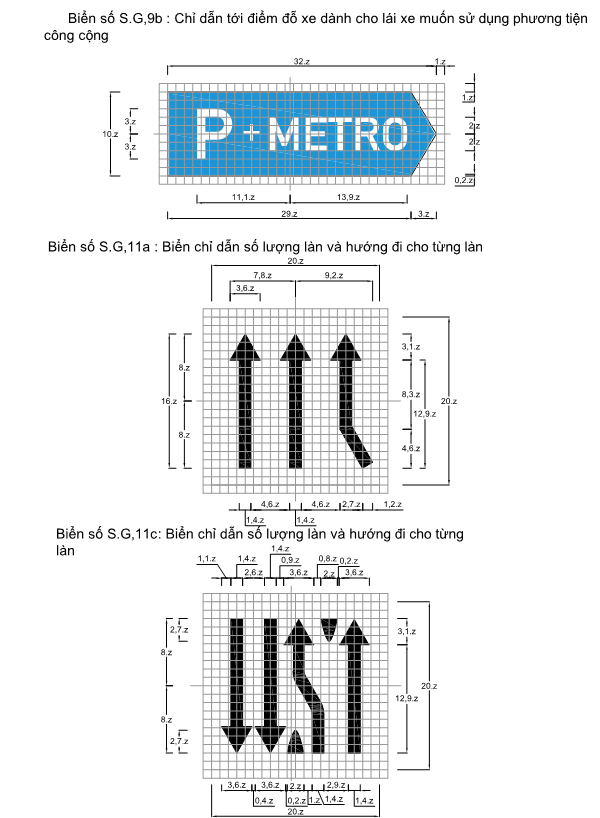 Biển số S.G,9b : Chỉ dẫn tới điểm đỗ xe dành cho lái xe muốn sử dụng phương tiện
công cộng
32.z
1.z
1.z
3.z
10.z
P + METRO
2.z
3.z
2.z
0,2.z
11,1.z
13,9.z
29.z
3.z
Biển số S.G,11a : Biển chỉ dẫn số lượng làn và hướng đi cho từng làn
20.z
7,8.z
9,2.z
3,6.z
3,1.z
8.z
8,3.z
16.z
20.z
12,9.z
8.z
4,6.z
4,6.z
4,6.z
2,7.z
1,2.z
1,4.z
1,4.z
Biển số S.G,11c: Biển chỉ dẫn số lượng làn và hướng đi cho từng
làn
1,4.z
1,1.z
1,4.z
0,9.z
0,8.z
0,2.z
2,6.z
3,6.z
2.z
3,6.z
2,7.z
3,1.z
8.z
20.z
12,9.z
8.z
2,7.z
3,6.z
3,6.z
2.z
2,9.z
0,4.z
0,2.z
1.z
1,4.z
1,4.z
20.z